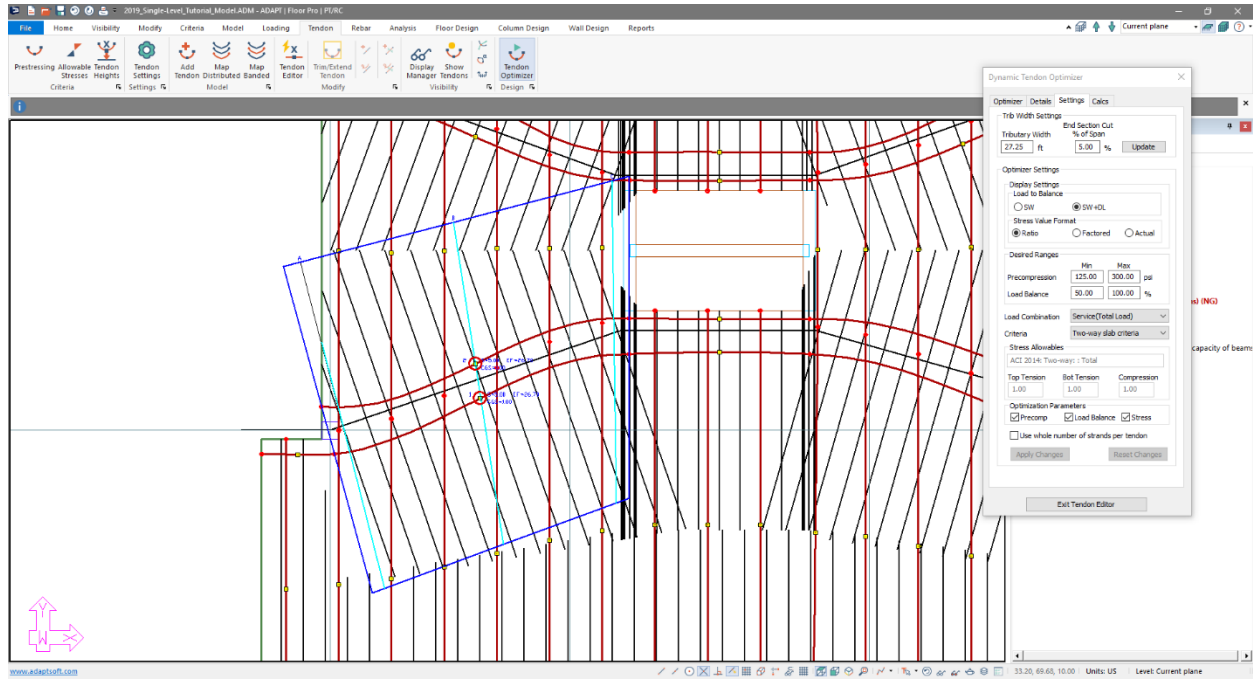 2019_Single-Level_Tutorial_Model.ADM - ADAPT | Floor Pro | PT/RC
File Home Visibility Modify Criteria Model Loading Tendon Rebar Analysis Floor Design Column Design Wall Design Reports
Current plane
Prestressing Allowable Stresses Tendon Heights
Tendon Settings
Add Tendon Map Distributed Map Banded
Tendon Editor Trim/Extend Tendon
Display Manager Show Tendons
Tendon Optimizer
Criteria Settings Model Modify Visibility Design
Dynamic Tendon Optimizer
Optimizer Details Settings Calcs
Trib Width Settings
Tributary Width
End Section Cut
% of Span
27.25 ft 5.00 % Update
Optimizer Settings
Display Settings
Load to Balance
SW SW+DL
Stress Value Format
Ratio Factored Actual
Desired Ranges
Min Max
Precompression 125.00 300.00 psi
Load Balance 50.00 100.00 %
Load Combination Service(Total Load)
Criteria Two-way slab criteria
Stress Allowables
ACI 2014: Two-way: : Total
Top Tension Bot Tension Compression
1.00 1.00 1.00
Optimization Parameters
Precomp Load Balance Stress
Use whole number of strands per tendon
Apply Changes Reset Changes
Exit Tendon Editor
(NG)
capacity of beams
A
B
W
Y
X
www.adaptsoft.com
33.20, 69.68, 10.00 Units: US Level: Current plane